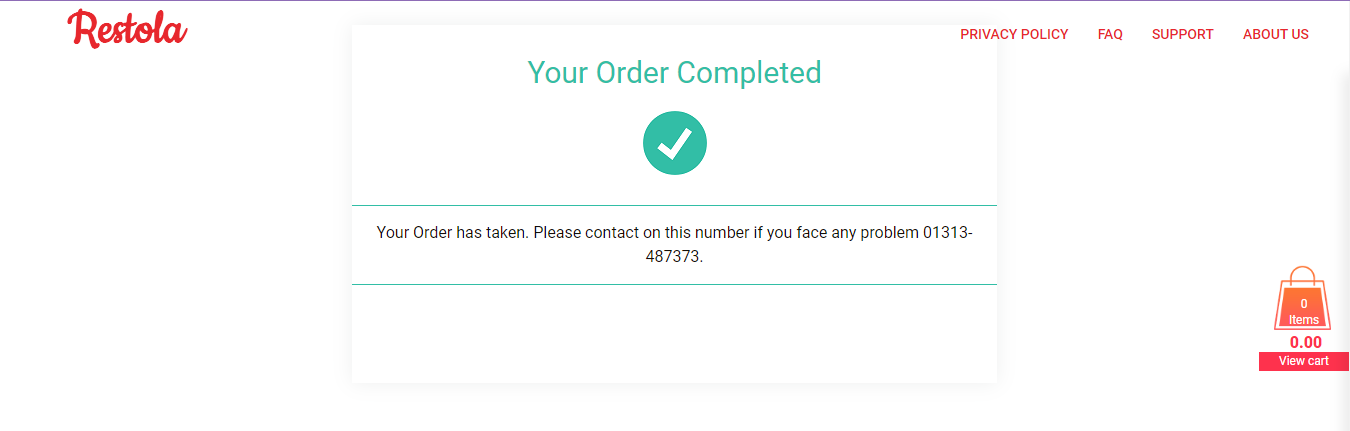 Restola
PRIVACY POLICY FAQ SUPPORT ABOUT US
Your Order Completed
Your Order has taken. Please contact on this number if you face any problem 01313-
487373.
0
Items
0.00
View cart